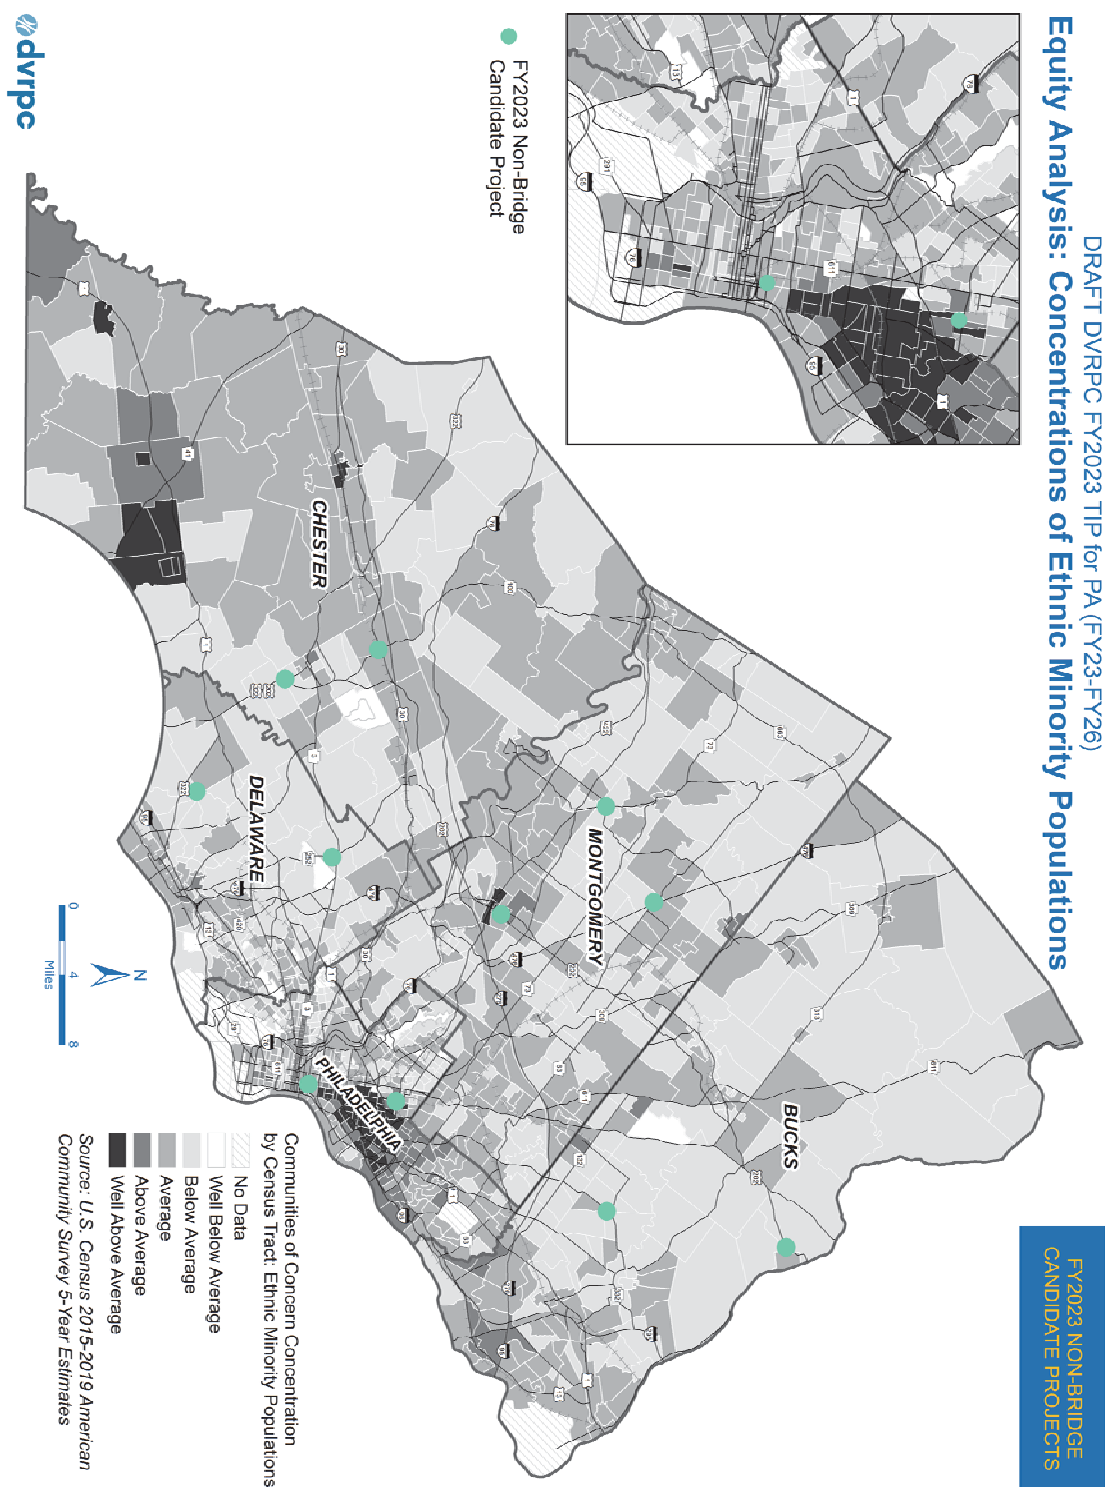 DRAFT DVRPC FY2023 TIP for PA (FY23-FY26)
Equity Analysis: Concentrations of Ethnic Minority Populations
FY2023 NON-BRIDGE
CANDIDATE PROJECTS
FY2023 Non-Bridge
Candidate Project
dvrpc
BUCKS
MONTGOMERY
CHESTER
DELAWARE
PHILADELPHIA
N
0 4 8
Miles
Communities of Concern Concentration
by Census Tract: Ethnic Minority Populations
No Data
Well Below Average
Below Average
Average
Above Average
Well Above Average
Source: U.S. Census 2015-2019 American
Community Survey 5-Year Estimates